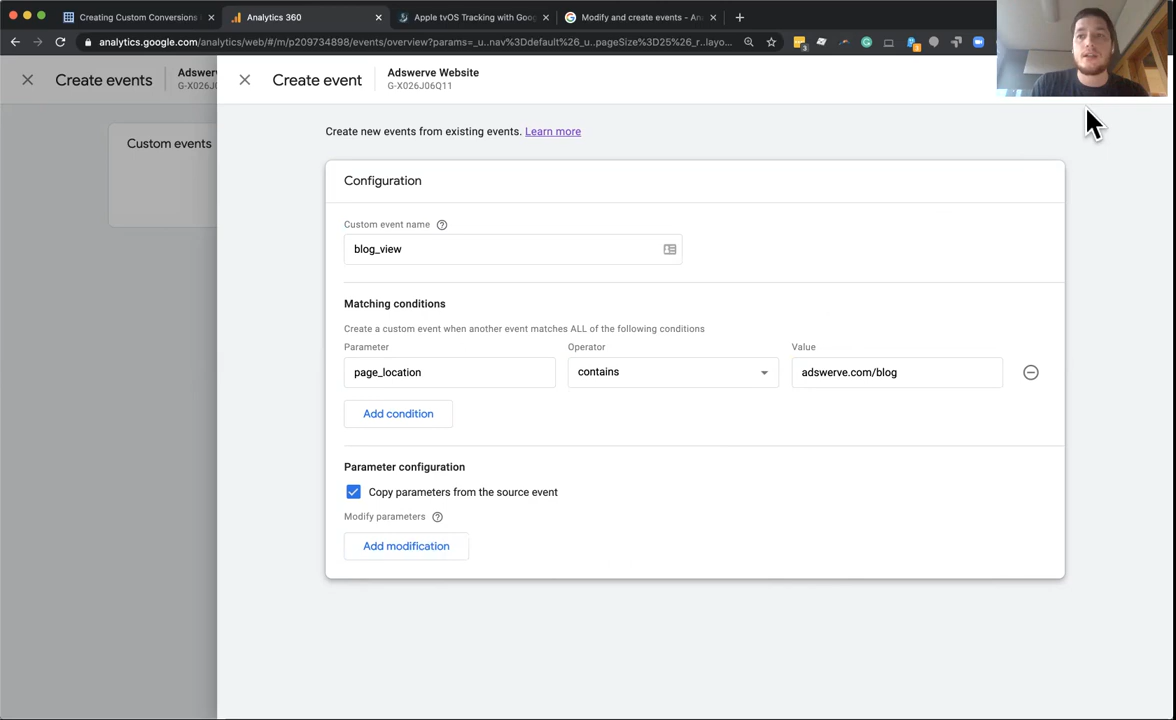 Creating Custom Conversions
Analytics 360
Apple tvOS Tracking with Goog
Modify and create events - An
analytics.google.com/analytics/web/#/m/p209734898/events/overview?params=_u..nav%3Ddefault%26_u..pageSize%3D25%26_r..layo...
Create events
Adswerv
G-X026J0
Create event
Adswerve Website
G-X026J06Q11
Custom events
Create new events from existing events. Learn more
Configuration
Custom event name
blog_view
Matching conditions
Create a custom event when another event matches ALL of the following conditions
Parameter
Operator
Value
page_location
contains
adswerve.com/blog
Add condition
Parameter configuration
Copy parameters from the source event
Modify parameters
Add modification